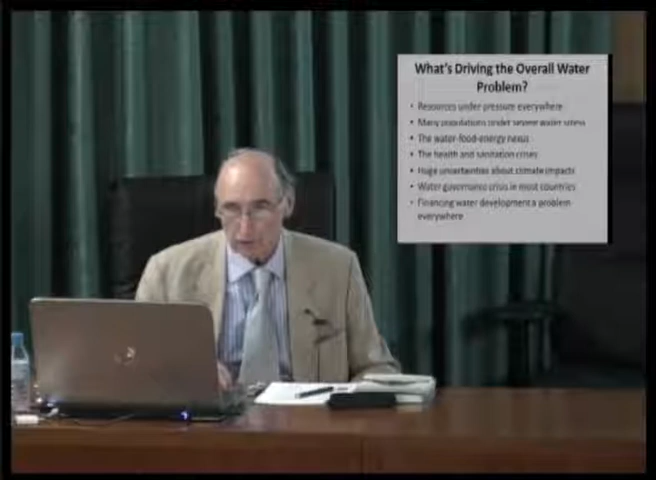 What's Driving the Overall Water
Problem?
• Resources under pressure everywhere
• Many populations under severe water stress
• The water-food-energy nexus
• The health and sanitation crises
• Huge uncertainties about climate impacts
• Water governance crisis in most countries
• Financing water development a problem
everywhere
hp